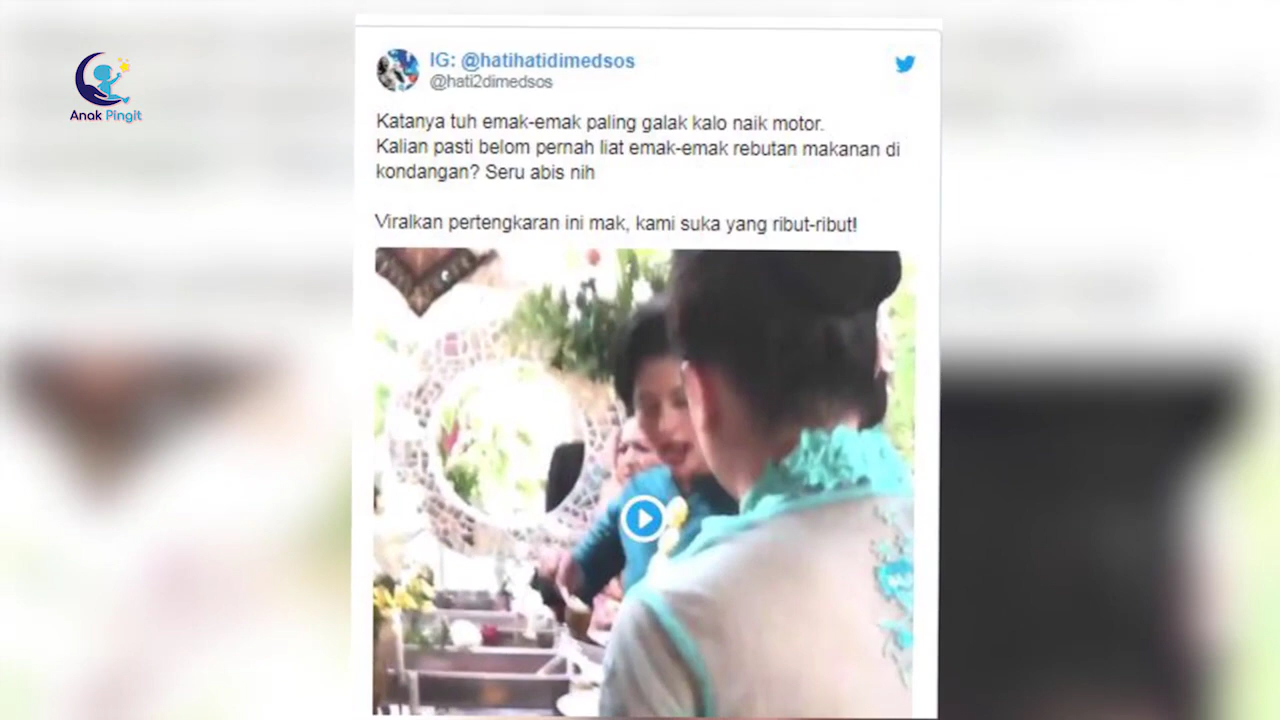 Anak Pingit
IG: @hatihatidimedsos
@hati2dimedsos
Katanya tuh emak-emak paling galak kalo naik motor.
Kalian pasti belom pernah liat emak-emak rebutan makanan di
kondangan? Seru abis nih
Viralkan pertengkaran ini mak, kami suka yang ribut-ribut!